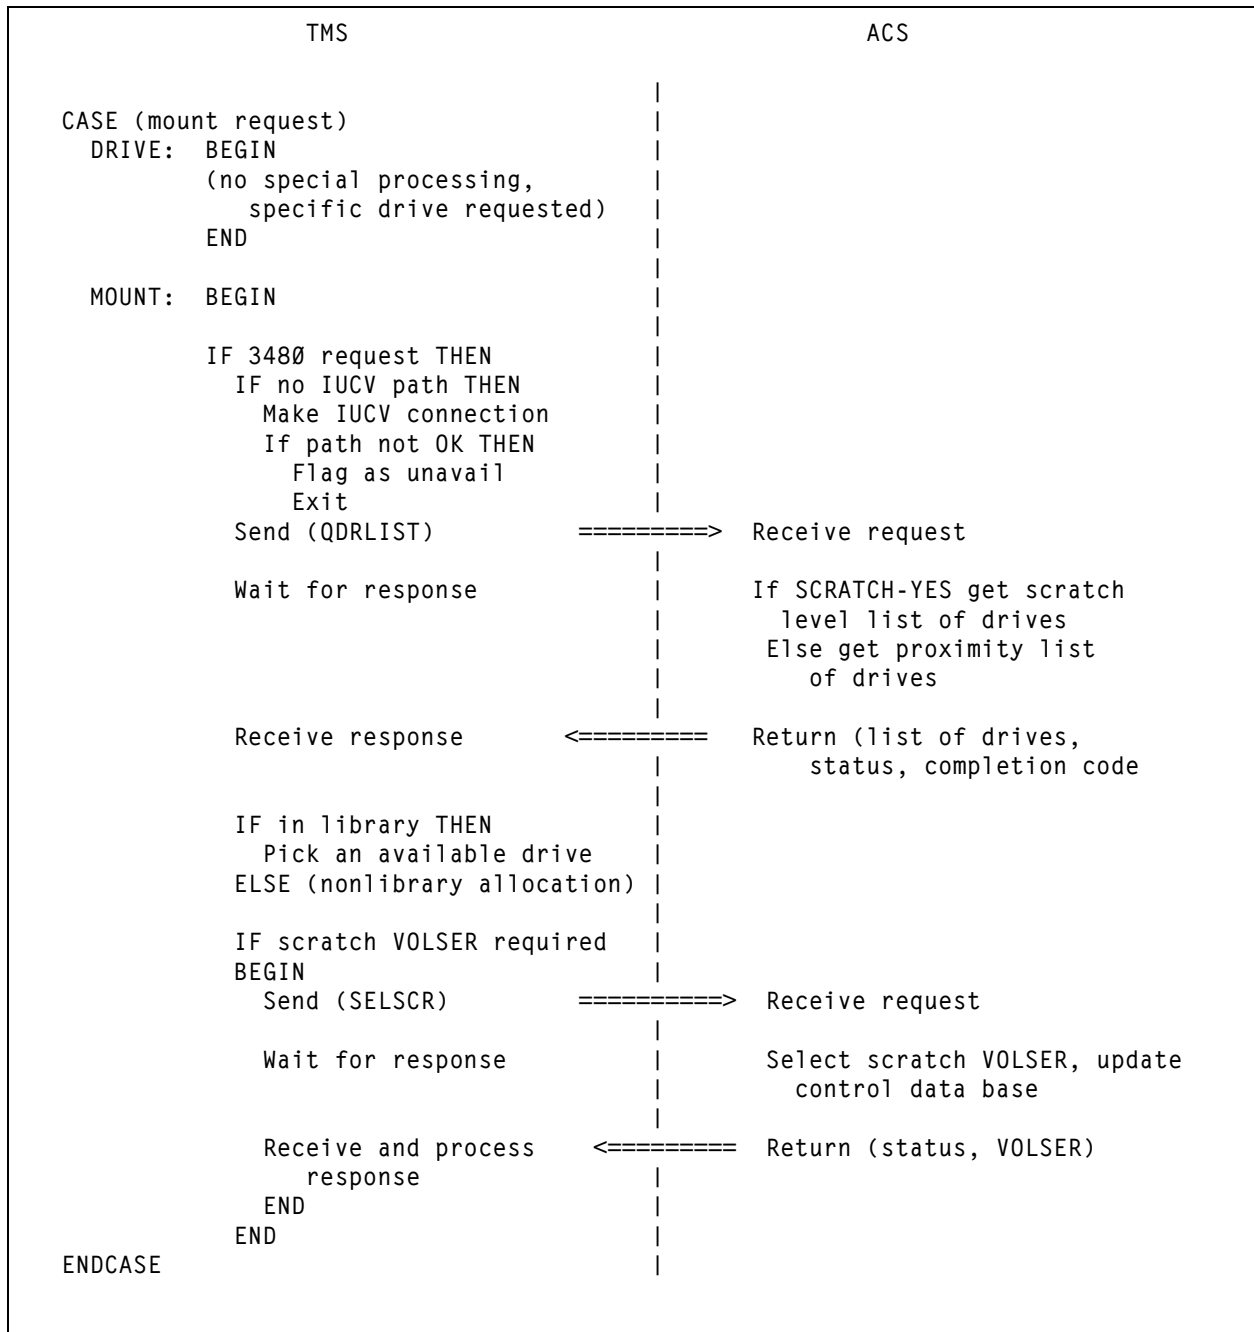 TMS                                   ACS
|
CASE (mount request)                     |
  DRIVE:  BEGIN                          |
          (no special processing,        |
             specific drive requested)   |
          END                            |
                                         |
  MOUNT:  BEGIN                          |
                                         |
          IF 348Ø request THEN           |
            IF no IUCV path THEN         |
              Make IUCV connection       |
              If path not OK THEN        |
                Flag as unavail          |
                Exit                     |
            Send (QDRLIST)          =========>  Receive request
                                         |
            Wait for response            |      If SCRATCH-YES get scratch
                                         |        level list of drives
                                         |       Else get proximity list
                                         |          of drives
                                         |
            Receive response       <=========   Return (list of drives,
                                         |          status, completion code
                                         |
            IF in library THEN           |
              Pick an available drive    |
            ELSE (nonlibrary allocation) |
                                         |
            IF scratch VOLSER required   |
            BEGIN                        |
              Send (SELSCR)         ==========>  Receive request
                                         |
              Wait for response          |       Select scratch VOLSER, update
                                         |         control data base
                                         |
              Receive and process    <=========  Return (status, VOLSER)
                 response                |
              END                        |
            END                          |
ENDCASE                                  |